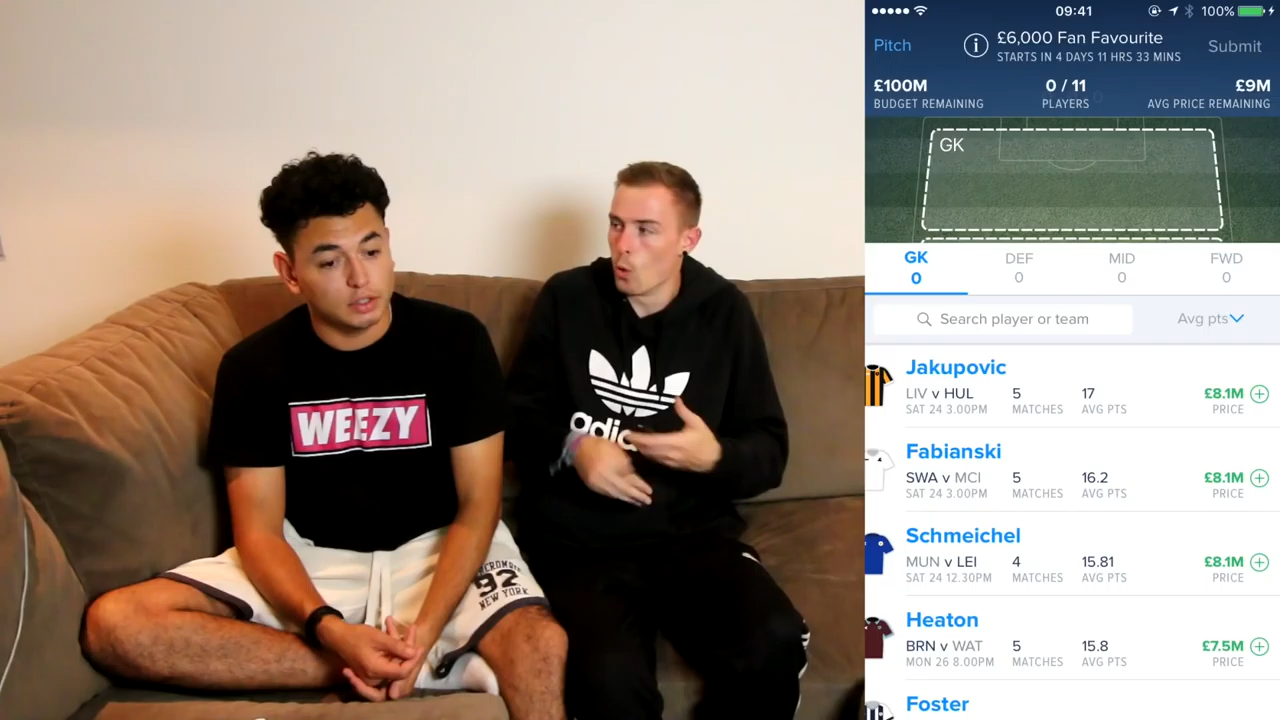 WEEZY
adidas
ABERCROMBIE
92
NEW YORK
09:41
100%
Pitch
£6,000 Fan Favourite
Submit
STARTS IN 4 DAYS 11 HRS 33 MINS
£100M
0 / 11
£9M
BUDGET REMAINING
PLAYERS
0
AVG PRICE REMAINING
GK
GK DEF MID FWD
0 0 0 0
Search player or team
Avg pts
Jakupovic
LIV v HUL 5 17 £8.1M
SAT 24 3.00PM MATCHES AVG PTS PRICE
Fabianski
SWA v MCI 5 16.2 £8.1M
SAT 24 3.00PM MATCHES AVG PTS PRICE
Schmeichel
MUN v LEI 4 15.81 £8.1M
SAT 24 12.30PM MATCHES AVG PTS PRICE
Heaton
BRN v WAT 5 15.8 £7.5M
MON 26 8.00PM MATCHES AVG PTS PRICE
Foster